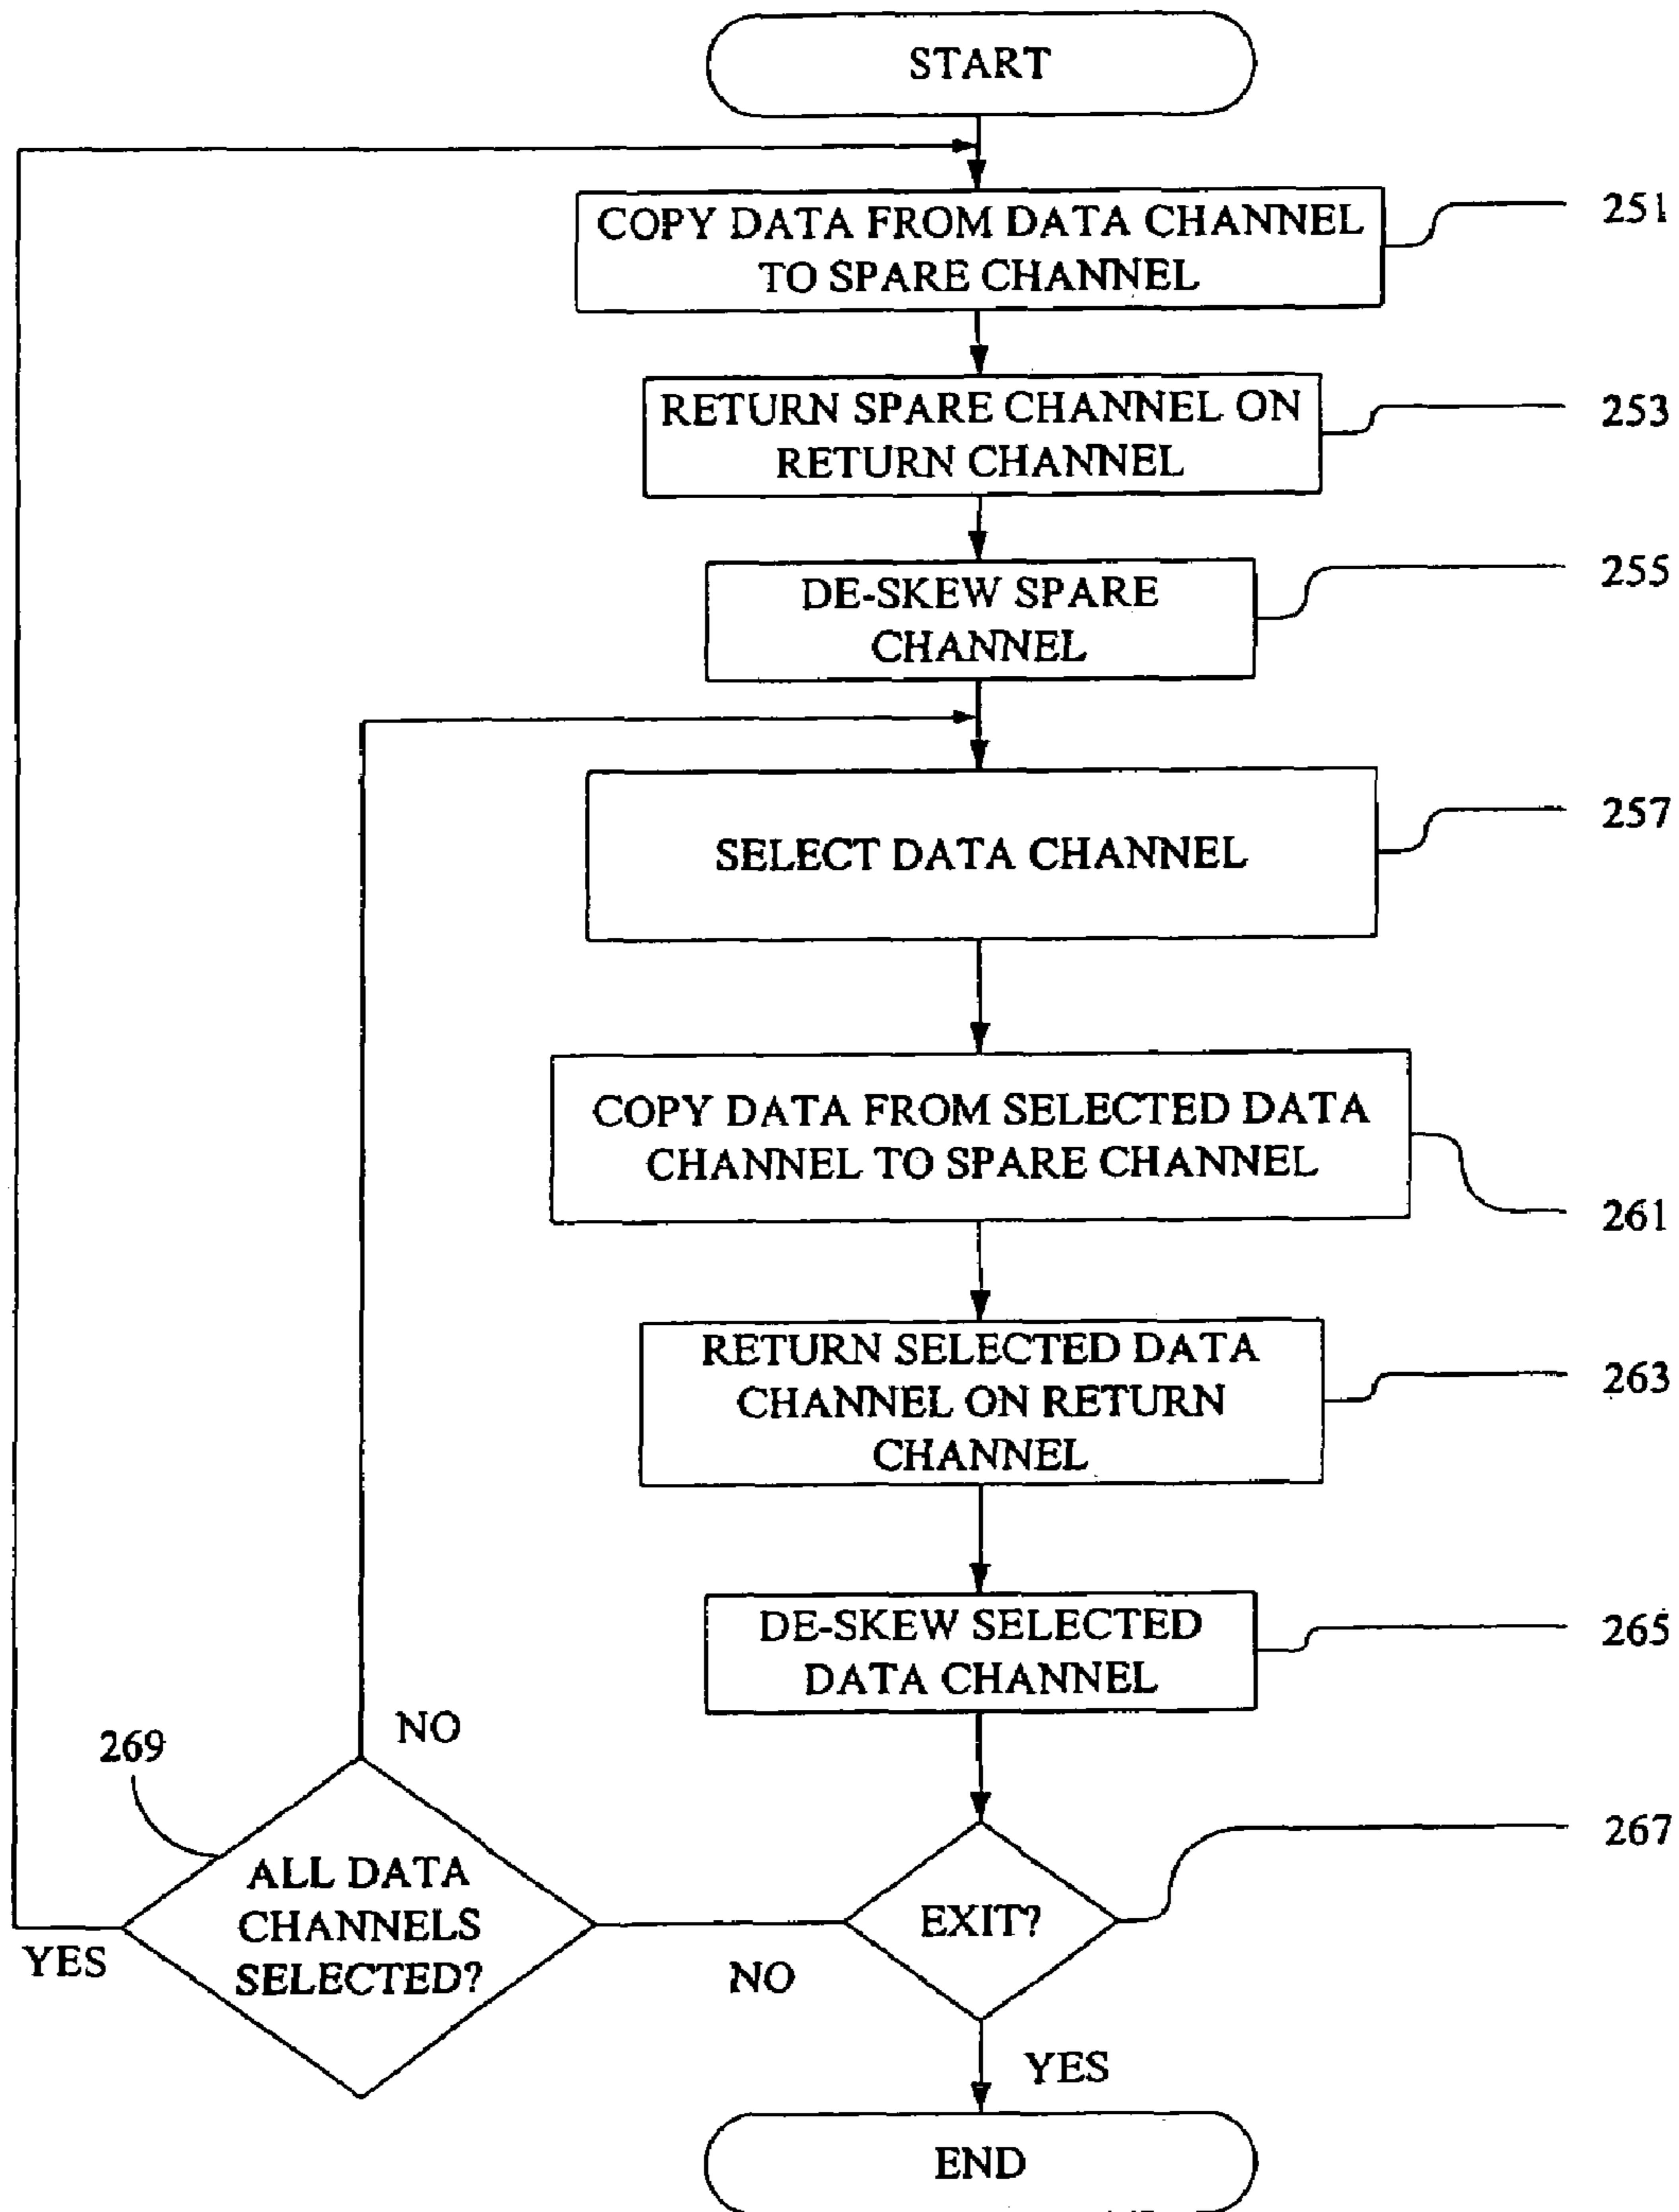 START
COPY DATA FROM DATA CHANNEL
TO SPARE CHANNEL
251
RETURN SPARE CHANNEL ON
RETURN CHANNEL
253
DE-SKEW SPARE
CHANNEL
255
SELECT DATA CHANNEL
257
COPY DATA FROM SELECTED DATA
CHANNEL TO SPARE CHANNEL
261
RETURN SELECTED DATA
CHANNEL ON RETURN
CHANNEL
263
DE-SKEW SELECTED
DATA CHANNEL
265
NO
269
267
ALL DATA
CHANNELS
SELECTED?
EXIT?
YES
NO
YES
END